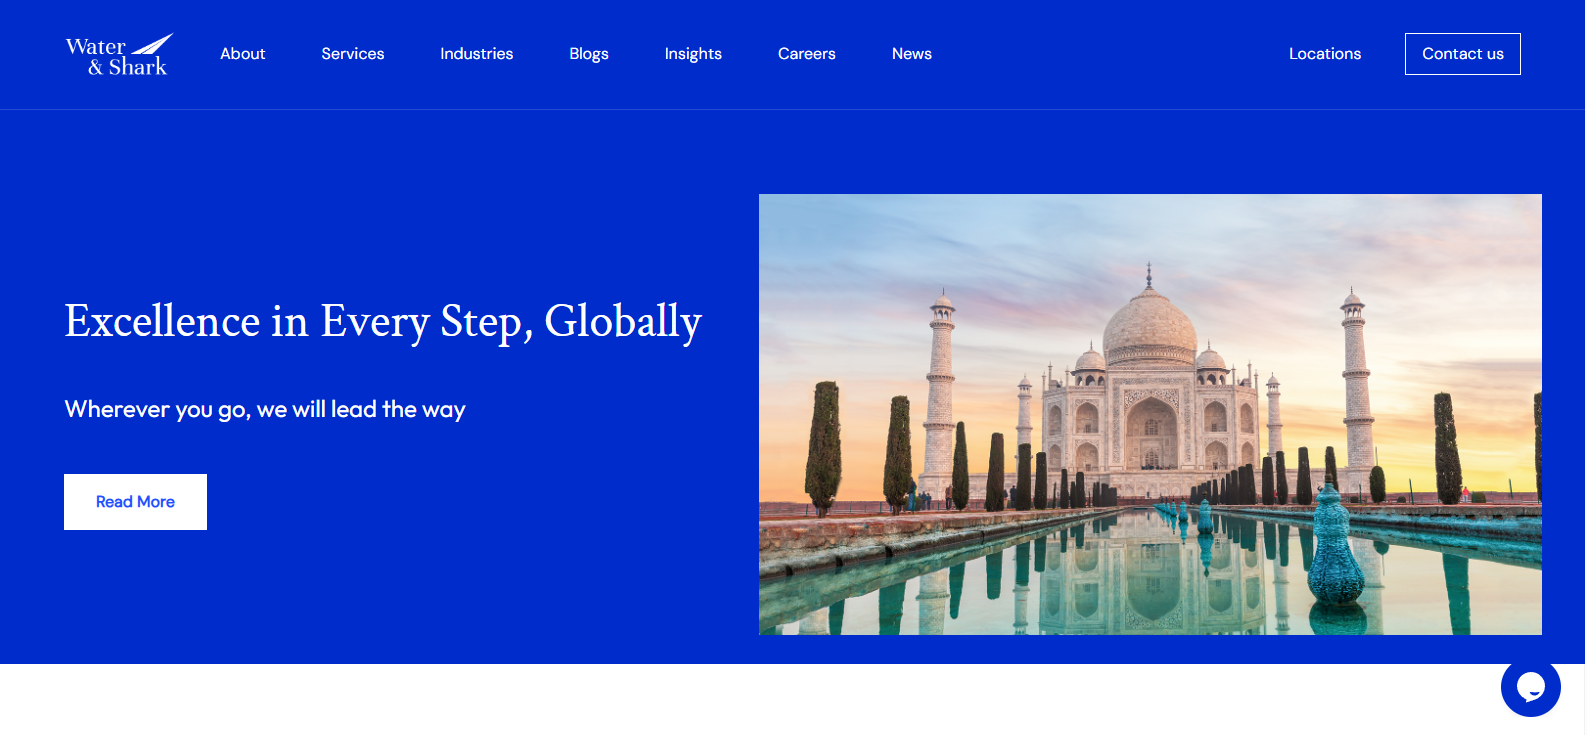 Water
& Shark
About
Services
Industries
Blogs
Insights
Careers
News
Locations
Contact us
Excellence in Every Step, Globally
Wherever you go, we will lead the way
Read More